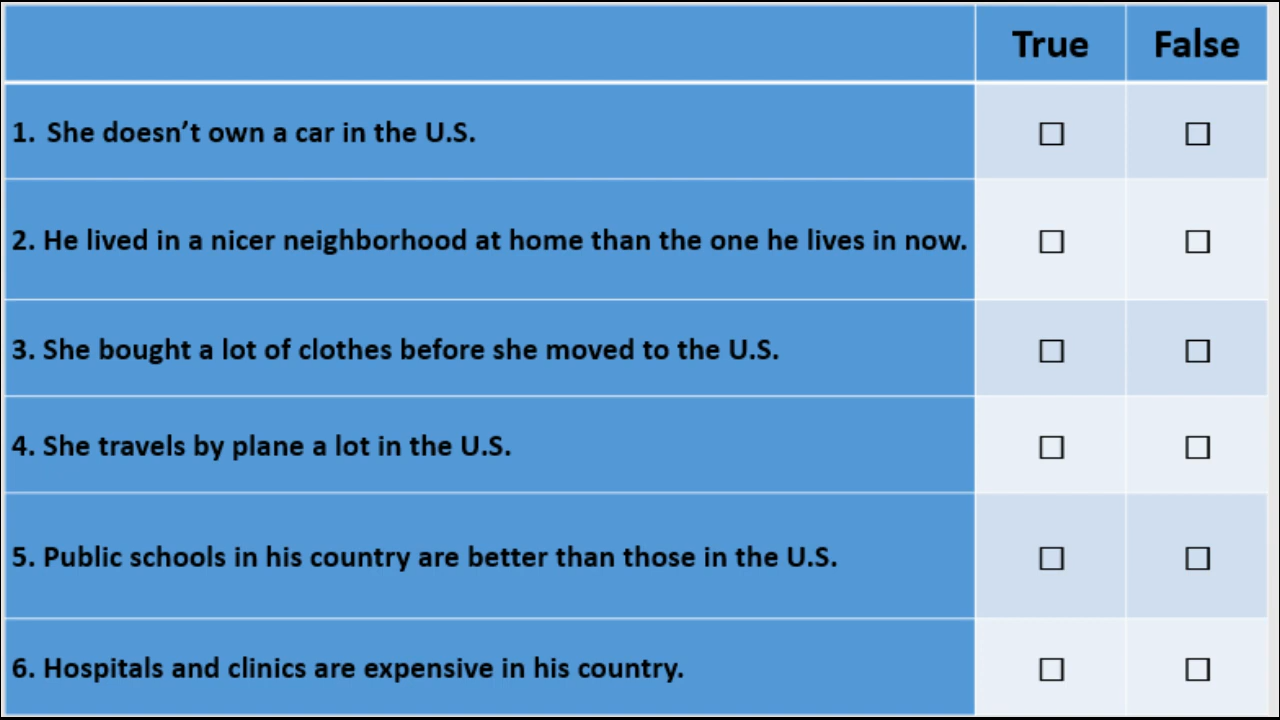 True False
1. She doesn’t own a car in the U.S.
2. He lived in a nicer neighborhood at home than the one he lives in now.
3. She bought a lot of clothes before she moved to the U.S.
4. She travels by plane a lot in the U.S.
5. Public schools in his country are better than those in the U.S.
6. Hospitals and clinics are expensive in his country.